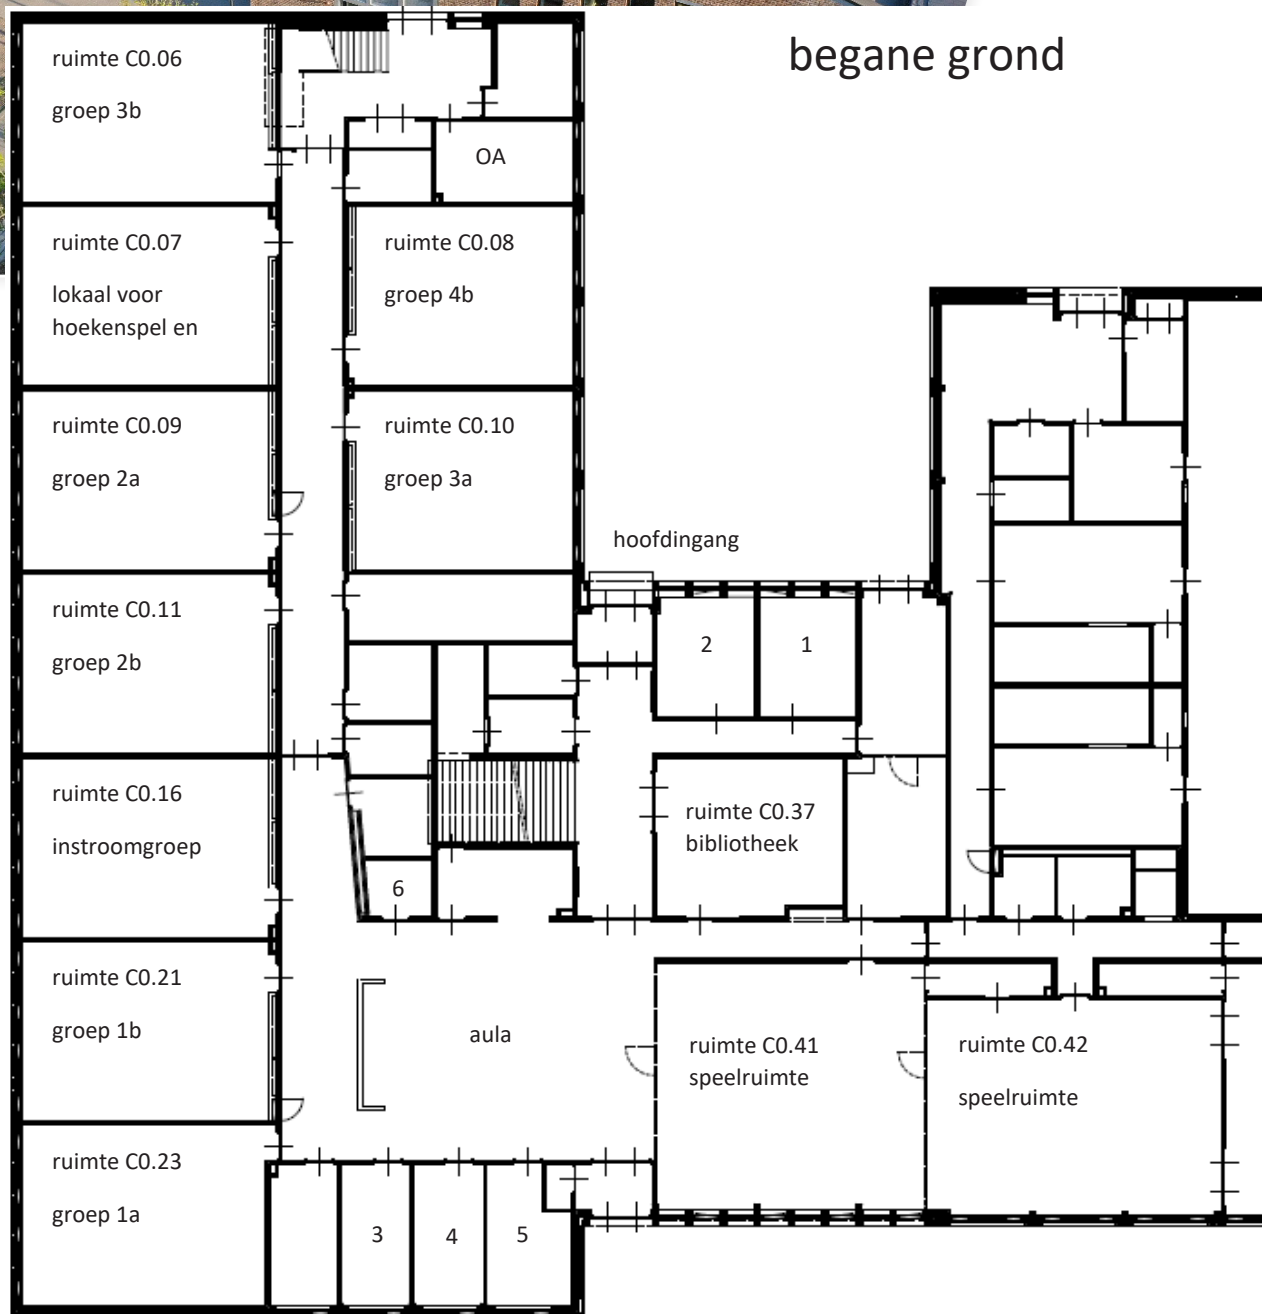 begane grond
ruimte C0.06
groep 3b
OA
ruimte C0.07
lokaal voor
hoekenspel en
ruimte C0.08
groep 4b
ruimte C0.09
groep 2a
ruimte C0.10
groep 3a
hoofdingang
ruimte C0.11
groep 2b
2
1
ruimte C0.16
instroomgroep
ruimte C0.37
bibliotheek
6
ruimte C0.21
groep 1b
aula
ruimte C0.41
speelruimte
ruimte C0.42
speelruimte
ruimte C0.23
groep 1a
3
4
5